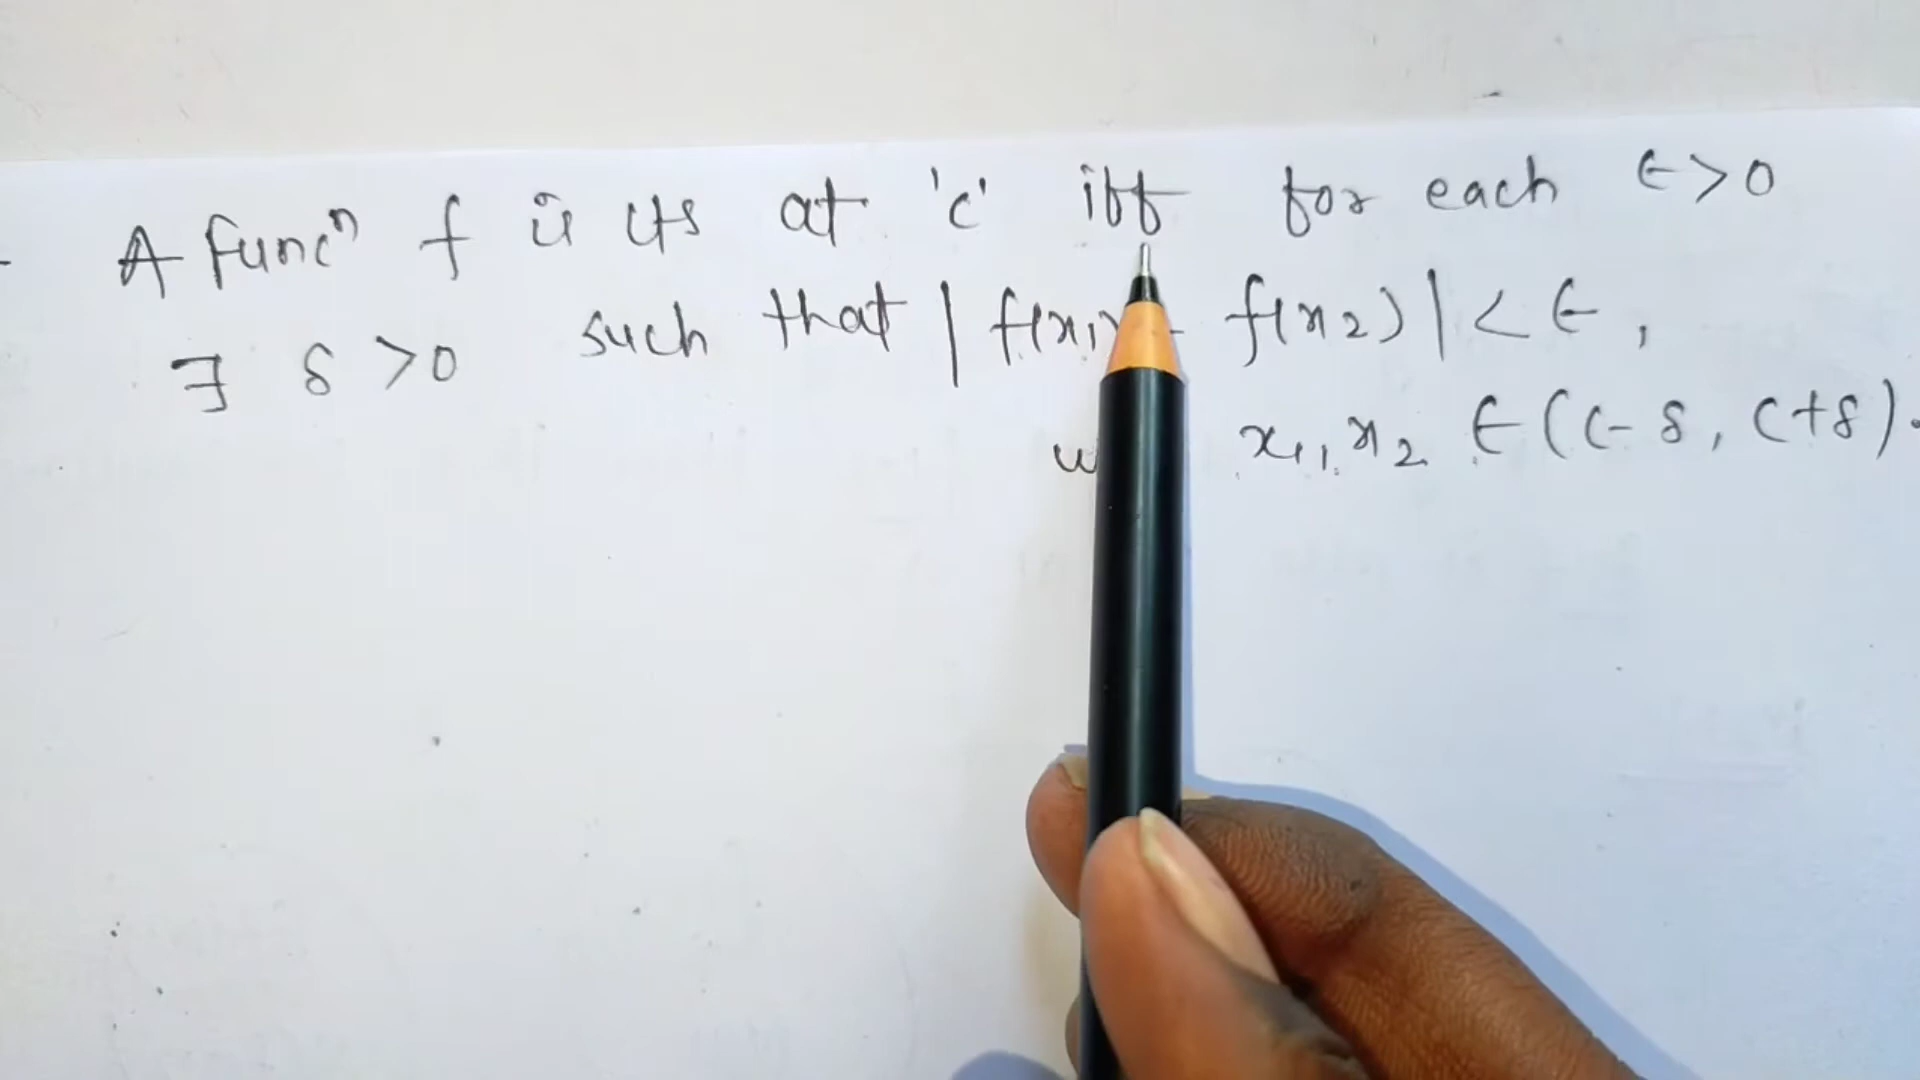 A funcⁿ f is cts at 'c' iff for each ϵ>0
∃ δ >0 such that | f(x₁) - f(x₂) | < ϵ ,
x₁, x₂ ∈ (c-δ, c+δ).